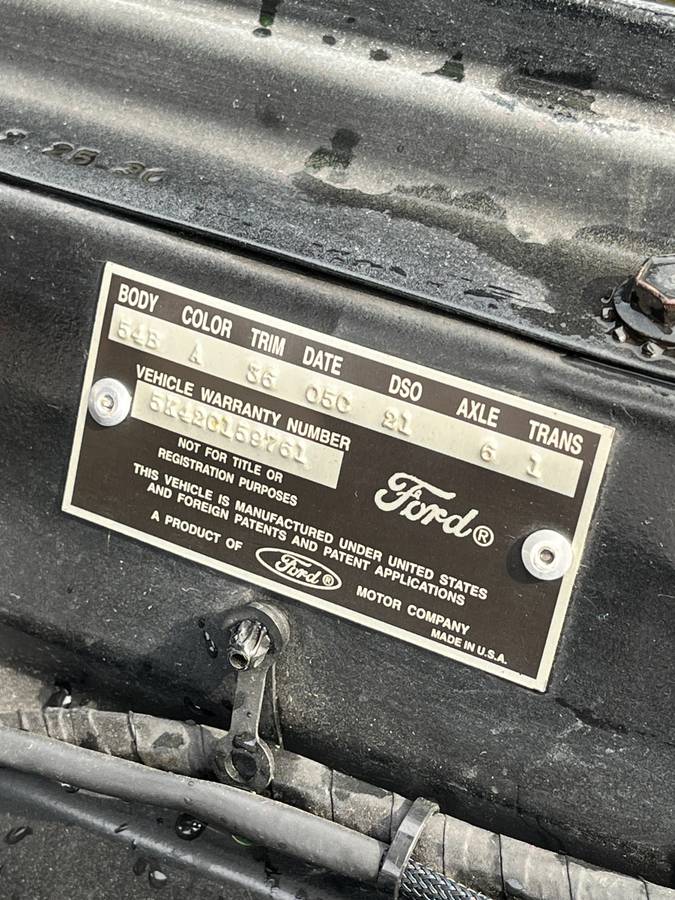 BODY COLOR TRIM DATE DSO AXLE TRANS
54B A 36 05C 21 6 1
VEHICLE WARRANTY NUMBER
5K42C158761
NOT FOR TITLE OR
REGISTRATION PURPOSES
Ford®
THIS VEHICLE IS MANUFACTURED UNDER UNITED STATES
AND FOREIGN PATENTS AND PATENT APPLICATIONS
A PRODUCT OF Ford® MOTOR COMPANY
MADE IN U.S.A.